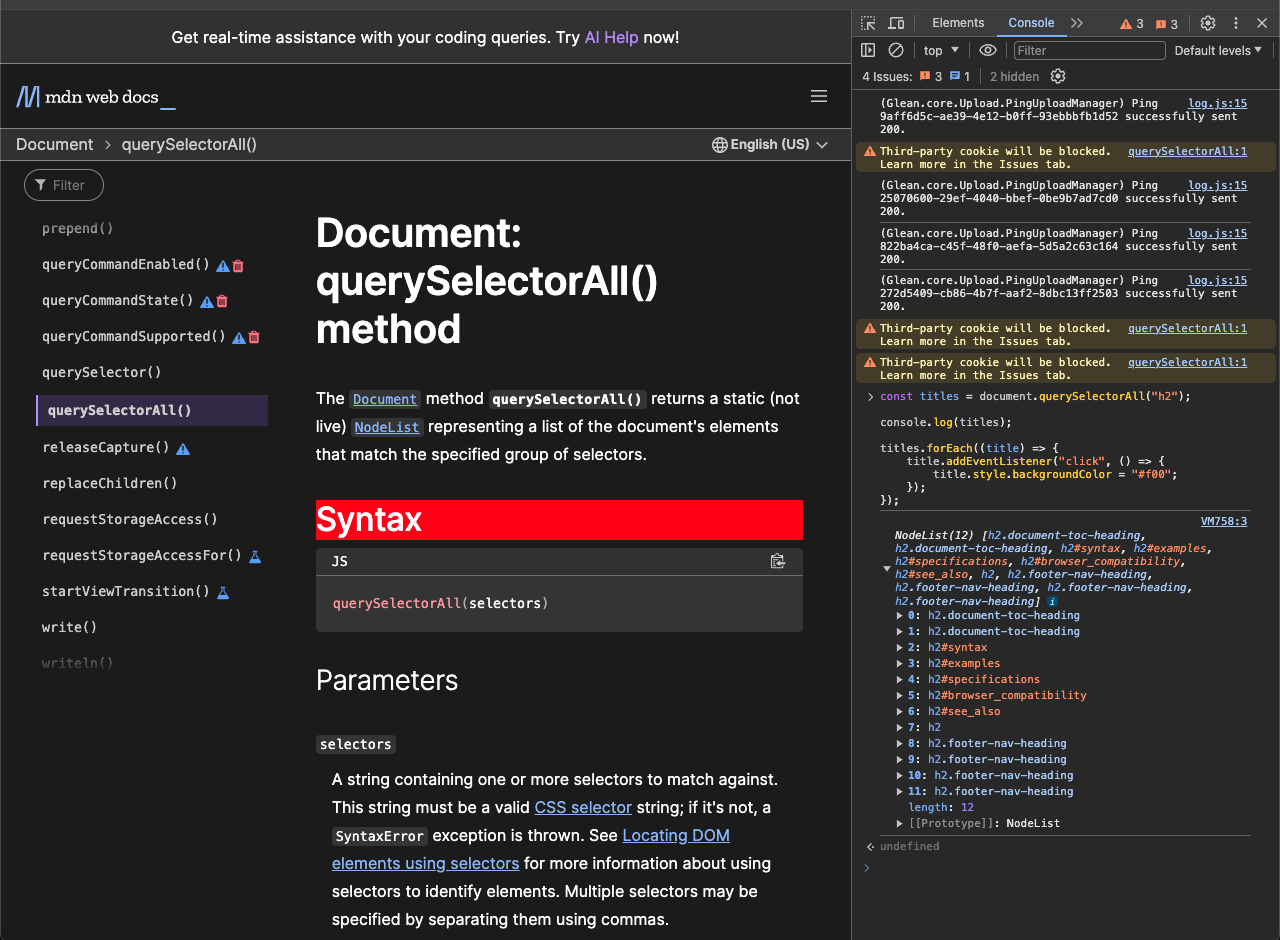 Get real-time assistance with your coding queries. Try AI Help now!
mdn web docs_
Document > querySelectorAll()
English (US)
Filter
prepend()
queryCommandEnabled()
queryCommandState()
queryCommandSupported()
querySelector()
querySelectorAll()
releaseCapture()
replaceChildren()
requestStorageAccess()
requestStorageAccessFor()
startViewTransition()
write()
writeln()
Document:
querySelectorAll()
method
The Document method querySelectorAll() returns a static (not
live) NodeList representing a list of the document's elements
that match the specified group of selectors.
Syntax
JS
querySelectorAll(selectors)
Parameters
selectors
A string containing one or more selectors to match against.
This string must be a valid CSS selector string; if it's not, a
SyntaxError exception is thrown. See Locating DOM
elements using selectors for more information about using
selectors to identify elements. Multiple selectors may be
specified by separating them using commas.
Elements Console 3 3
top Filter Default levels
4 Issues: 3 1 2 hidden
(Glean.core.Upload.PingUploadManager) Ping log.js:15
9aff6d5c-ae39-4e12-b0ff-93ebbbfb1d52 successfully sent
200.
Third-party cookie will be blocked. querySelectorAll:1
Learn more in the Issues tab.
(Glean.core.Upload.PingUploadManager) Ping log.js:15
25070600-29ef-4040-bbef-0be9b7ad7cd0 successfully sent
200.
(Glean.core.Upload.PingUploadManager) Ping log.js:15
822ba4ca-c45f-48f0-aefa-5d5a2c63c164 successfully sent
200.
(Glean.core.Upload.PingUploadManager) Ping log.js:15
272d5409-cb86-4b7f-aaf2-8dbc13ff2503 successfully sent
200.
Third-party cookie will be blocked. querySelectorAll:1
Learn more in the Issues tab.
Third-party cookie will be blocked. querySelectorAll:1
Learn more in the Issues tab.
const titles = document.querySelectorAll("h2");
console.log(titles);
titles.forEach((title) => {
title.addEventListener("click", () => {
title.style.backgroundColor = "#f00";
});
});
VM758:3
NodeList(12) [h2.document-toc-heading,
h2.document-toc-heading, h2#syntax, h2#examples,
h2#specifications, h2#browser_compatibility,
h2#see_also, h2, h2.footer-nav-heading,
h2.footer-nav-heading, h2.footer-nav-heading,
h2.footer-nav-heading] i
0: h2.document-toc-heading
1: h2.document-toc-heading
2: h2#syntax
3: h2#examples
4: h2#specifications
5: h2#browser_compatibility
6: h2#see_also
7: h2
8: h2.footer-nav-heading
9: h2.footer-nav-heading
10: h2.footer-nav-heading
11: h2.footer-nav-heading
length: 12
[[Prototype]]: NodeList
undefined